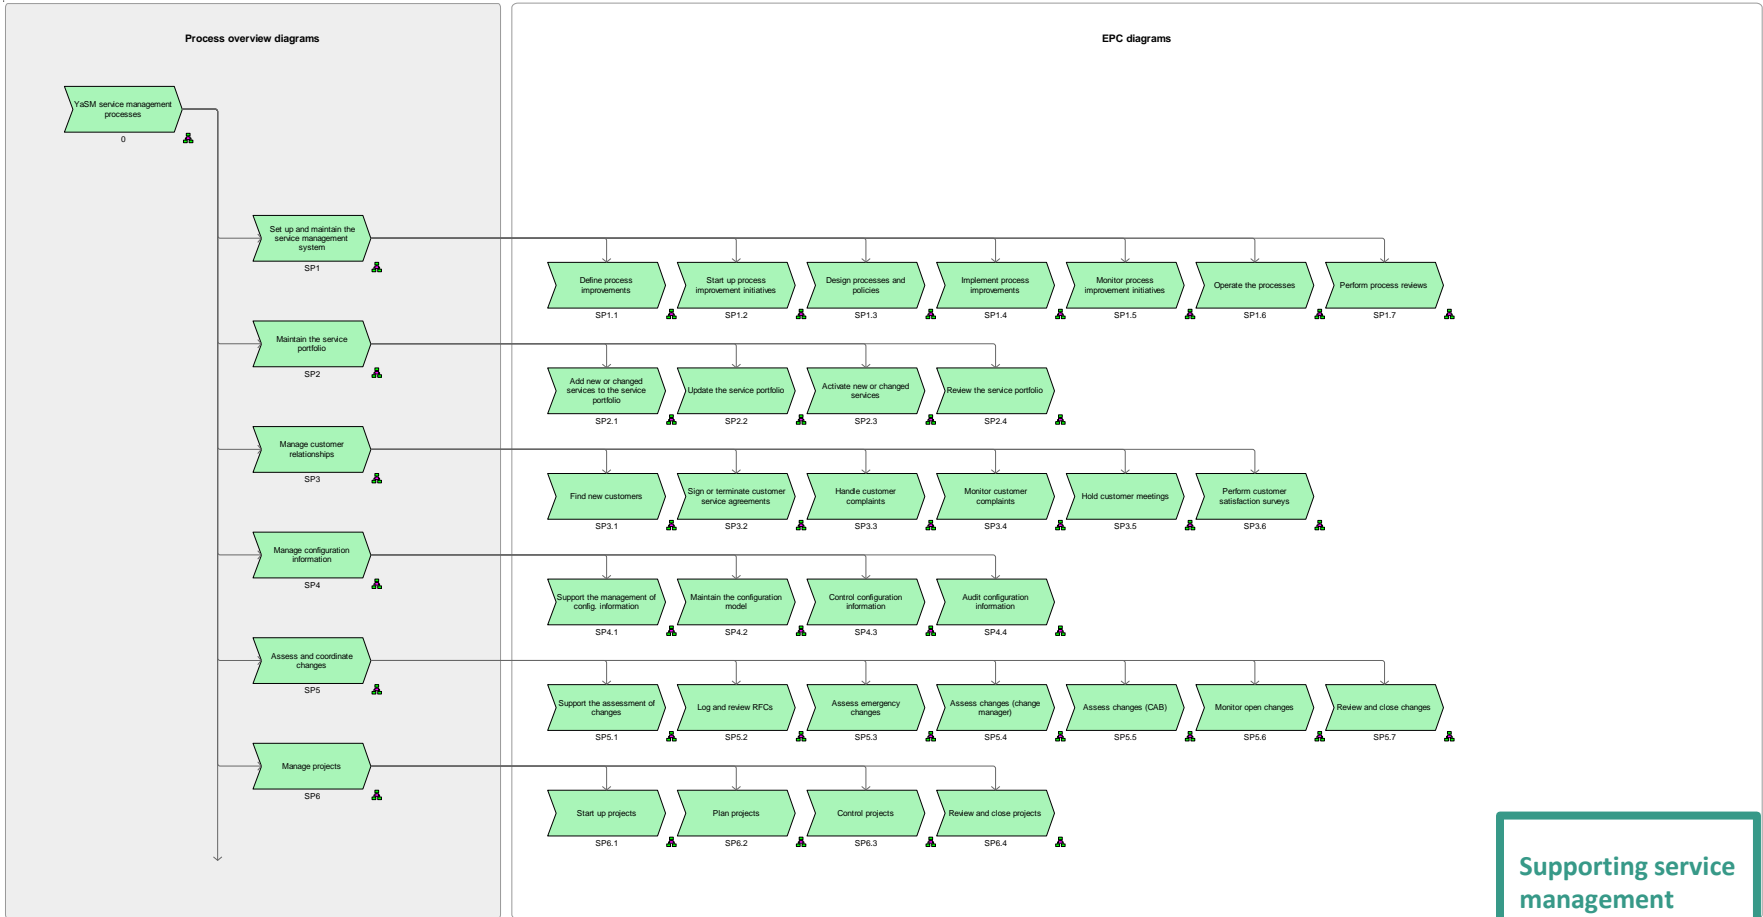 Process overview diagrams
EPC diagrams
YaSM service management
processes
0
Set up and maintain the
service management
system
SP1
Define process
improvements
SP1.1
Start up process
improvement initiatives
SP1.2
Design processes and
policies
SP1.3
Implement process
improvements
SP1.4
Monitor process
improvement initiatives
SP1.5
Operate the processes
SP1.6
Perform process reviews
SP1.7
Maintain the service
portfolio
SP2
Add new or changed
services to the service
portfolio
SP2.1
Update the service portfolio
SP2.2
Activate new or changed
services
SP2.3
Review the service portfolio
SP2.4
Manage customer
relationships
SP3
Find new customers
SP3.1
Sign or terminate customer
service agreements
SP3.2
Handle customer
complaints
SP3.3
Monitor customer
complaints
SP3.4
Hold customer meetings
SP3.5
Perform customer
satisfaction surveys
SP3.6
Manage configuration
information
SP4
Support the management of
config. information
SP4.1
Maintain the configuration
model
SP4.2
Control configuration
information
SP4.3
Audit configuration
information
SP4.4
Assess and coordinate
changes
SP5
Support the assessment of
changes
SP5.1
Log and review RFCs
SP5.2
Assess emergency
changes
SP5.3
Assess changes (change
manager)
SP5.4
Assess changes (CAB)
SP5.5
Monitor open changes
SP5.6
Review and close changes
SP5.7
Manage projects
SP6
Start up projects
SP6.1
Plan projects
SP6.2
Control projects
SP6.3
Review and close projects
SP6.4
Supporting service
management